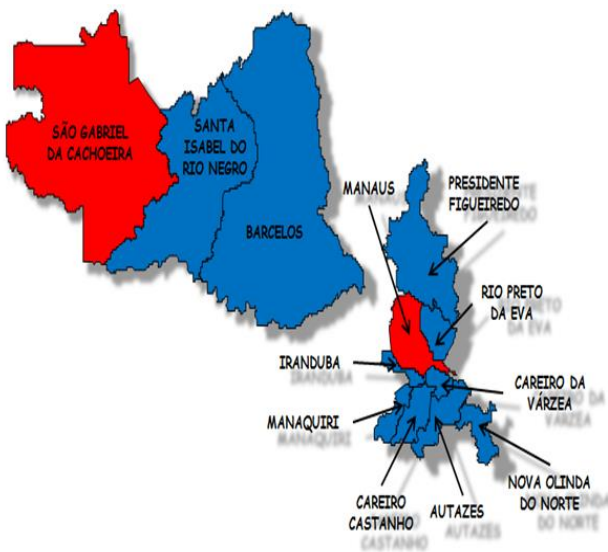 SÃO GABRIEL
DA CACHOEIRA
SANTA
ISABEL DO
RIO NEGRO
BARCELOS
MANAUS
PRESIDENTE
FIGUEIREDO
RIO PRETO
DA EVA
IRANDUBA
CAREIRO DA
VÁRZEA
MANAQUIRI
NOVA OLINDA
DO NORTE
CAREIRO
CASTANHO
AUTAZES